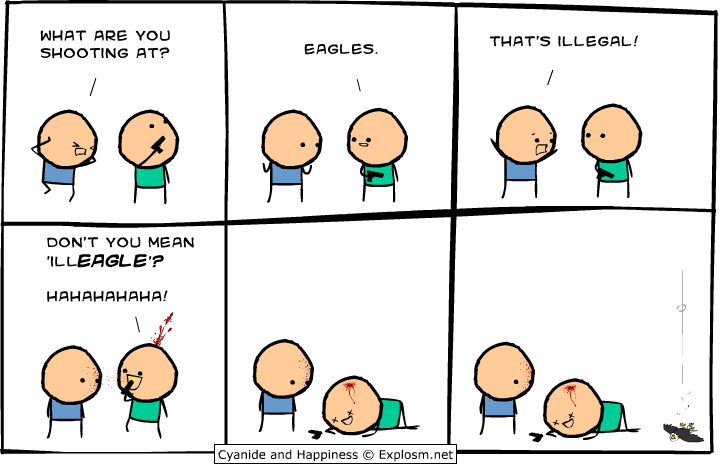 WHAT ARE YOU
SHOOTING AT?
EAGLES.
THAT'S ILLEGAL!
DON'T YOU MEAN
'ILLEAGLE'?
HAHAHAHAHA!
Cyanide and Happiness © Explosm.net